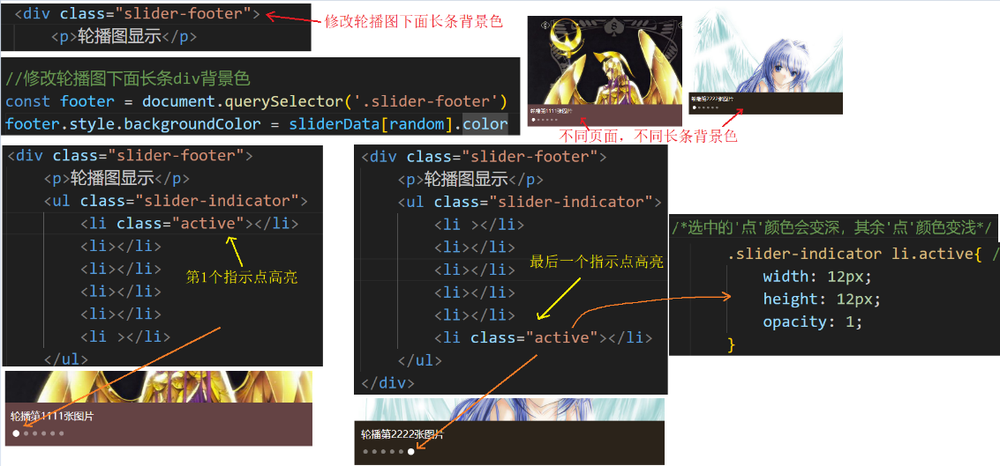 <div class="slider-footer">
<p>轮播图显示</p>
修改轮播图下面长条背景色
//修改轮播图下面长条div背景色
const footer = document.querySelector('.slider-footer')
footer.style.backgroundColor = sliderData[random].color
轮播第1111张图片
轮播第2222张图片
不同页面，不同长条背景色
<div class="slider-footer">
<p>轮播图显示</p>
<ul class="slider-indicator">
<li class="active"></li>
<li></li>
<li></li>
<li></li>
<li></li>
<li ></li>
</ul>
第1个指示点高亮
轮播第1111张图片
<div class="slider-footer">
<p>轮播图显示</p>
<ul class="slider-indicator">
<li ></li>
<li></li>
<li></li>
<li></li>
<li></li>
<li class="active"></li>
</ul>
</div>
最后一个指示点高亮
轮播第2222张图片
/*选中的'点'颜色会变深，其余'点'颜色变浅*/
.slider-indicator li.active{ /
width: 12px;
height: 12px;
opacity: 1;
}